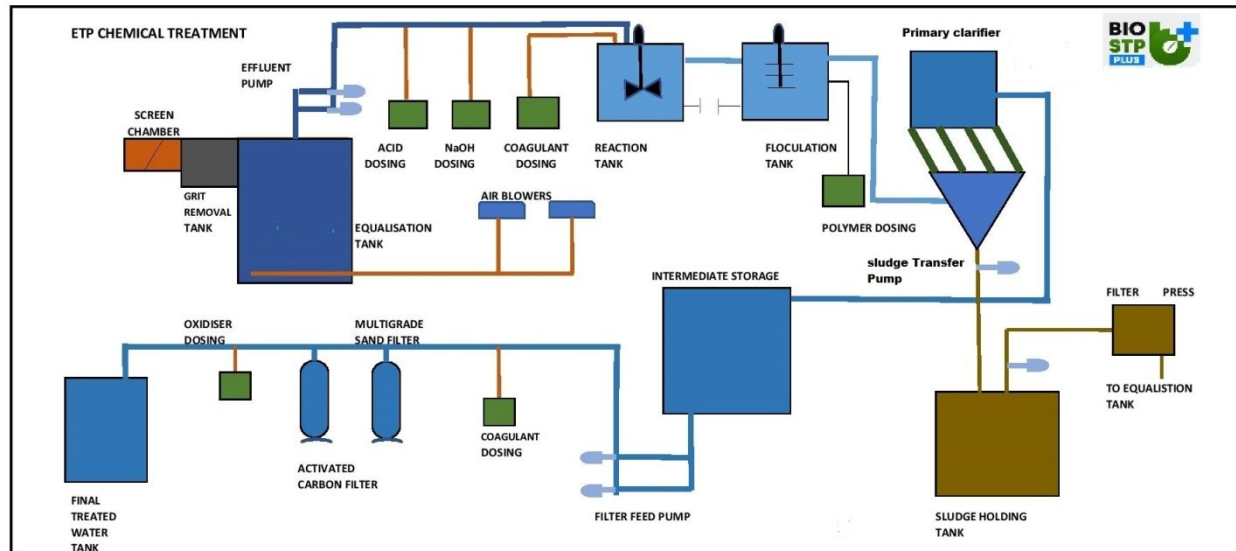 ETP CHEMICAL TREATMENT
Primary clarifier
BIO
STP
PLUS
EFFLUENT
PUMP
SCREEN
CHAMBER
ACID
DOSING
NaOH
DOSING
COAGULANT
DOSING
REACTION
TANK
FLOCULATION
TANK
GRIT
REMOVAL
TANK
AIR BLOWERS
EQUALISATION
TANK
POLYMER DOSING
sludge Transfer
Pump
INTERMEDIATE STORAGE
FILTER PRESS
OXIDISER
DOSING
MULTIGRADE
SAND FILTER
TO EQUALISTION
TANK
COAGULANT
DOSING
ACTIVATED
CARBON FILTER
FINAL
TREATED
WATER
TANK
FILTER FEED PUMP
SLUDGE HOLDING
TANK